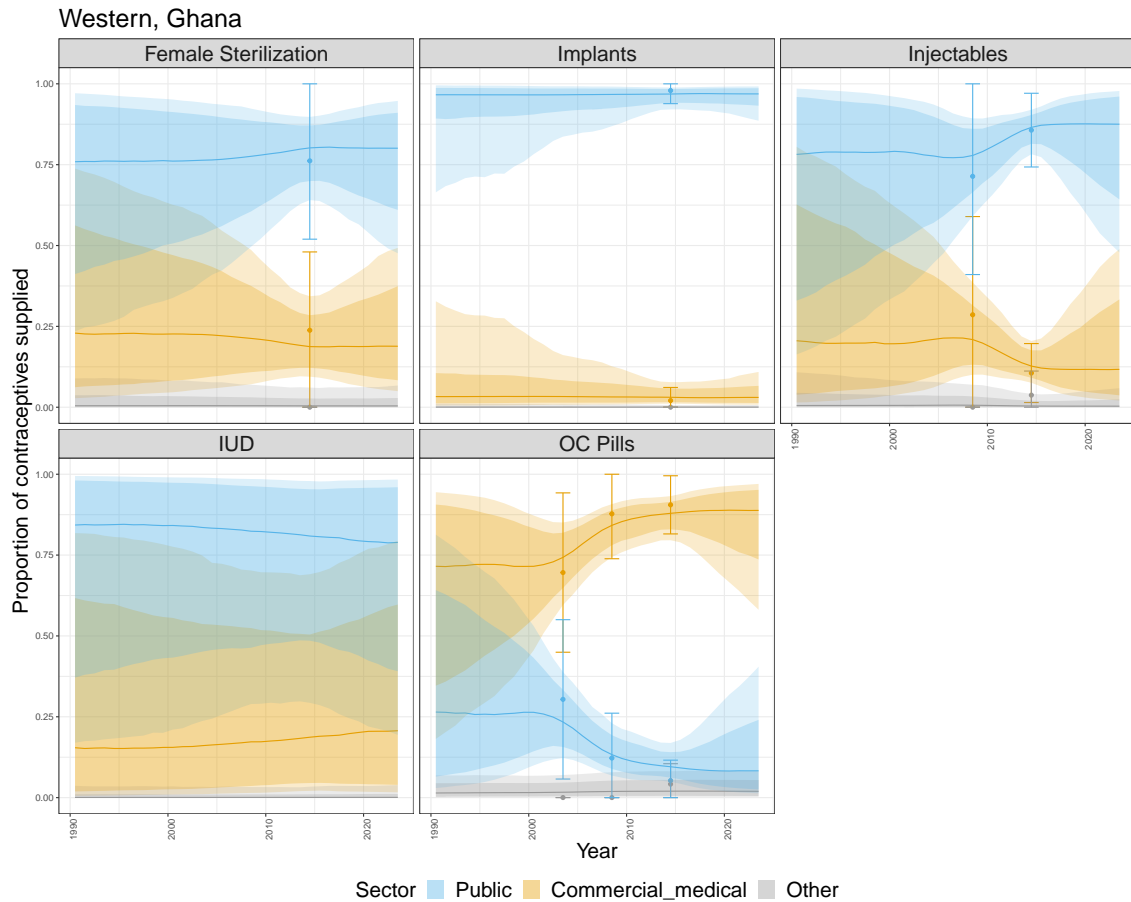 Western, Ghana
Female Sterilization
Implants
Injectables
1.00
0.75
0.50
0.25
0.00
1990
2000
2010
2020
IUD
OC Pills
1.00
0.75
0.50
0.25
0.00
1990
2000
2010
2020
1990
2000
2010
2020
Proportion of contraceptives supplied
Year
Sector Public Commercial_medical Other